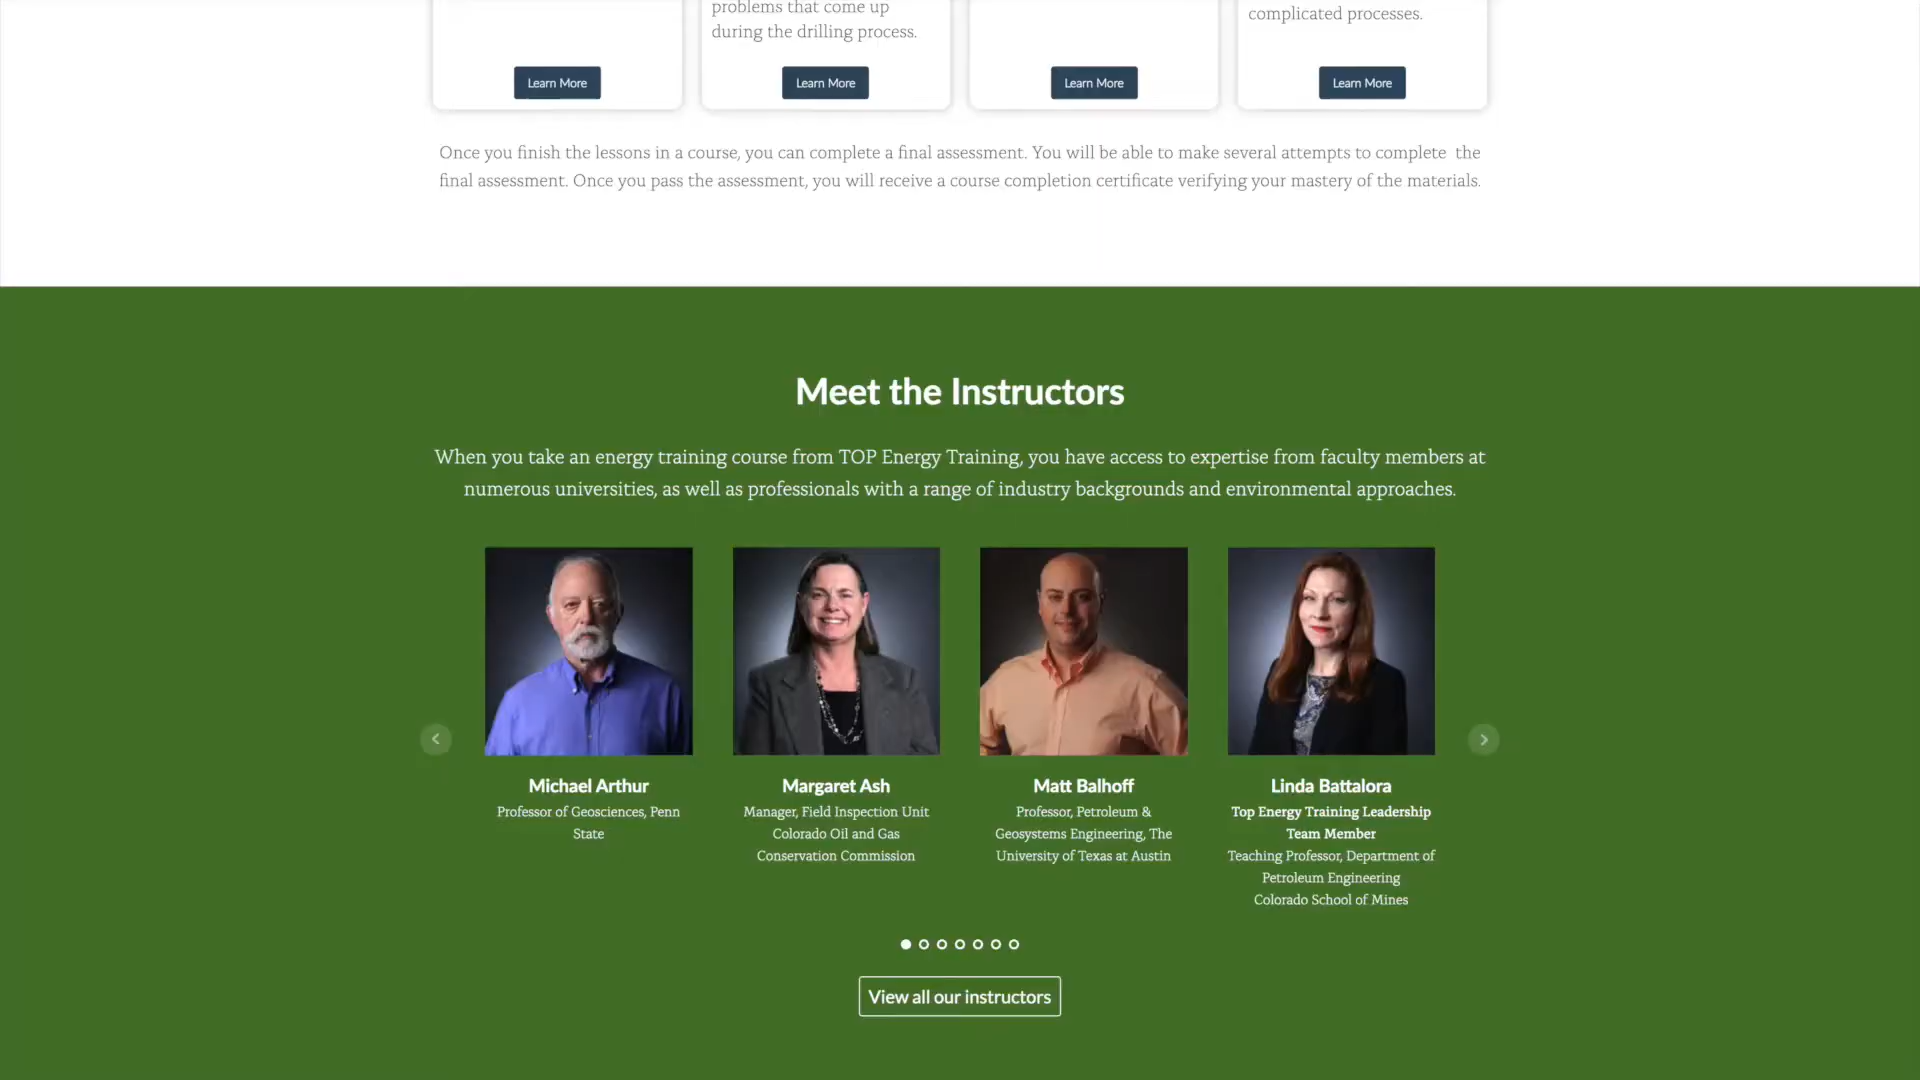 problems that come up
during the drilling process.
complicated processes.
Learn More
Learn More
Learn More
Learn More
Once you finish the lessons in a course, you can complete a final assessment. You will be able to make several attempts to complete the
final assessment. Once you pass the assessment, you will receive a course completion certificate verifying your mastery of the materials.
Meet the Instructors
When you take an energy training course from TOP Energy Training, you have access to expertise from faculty members at
numerous universities, as well as professionals with a range of industry backgrounds and environmental approaches.
Michael Arthur
Professor of Geosciences, Penn
State
Margaret Ash
Manager, Field Inspection Unit
Colorado Oil and Gas
Conservation Commission
Matt Balhoff
Professor, Petroleum &
Geosystems Engineering, The
University of Texas at Austin
Linda Battalora
Top Energy Training Leadership
Team Member
Teaching Professor, Department of
Petroleum Engineering
Colorado School of Mines
View all our instructors